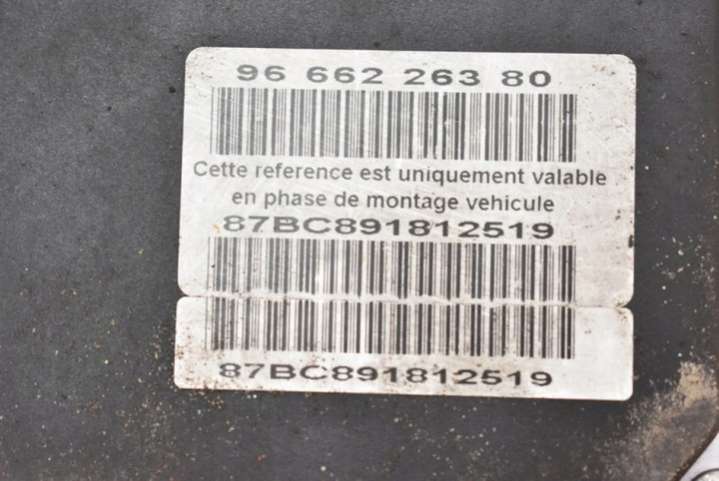 96 662 263 80
Cette reference est uniquement valable
en phase de montage vehicule
87BC891812519
87BC891812519